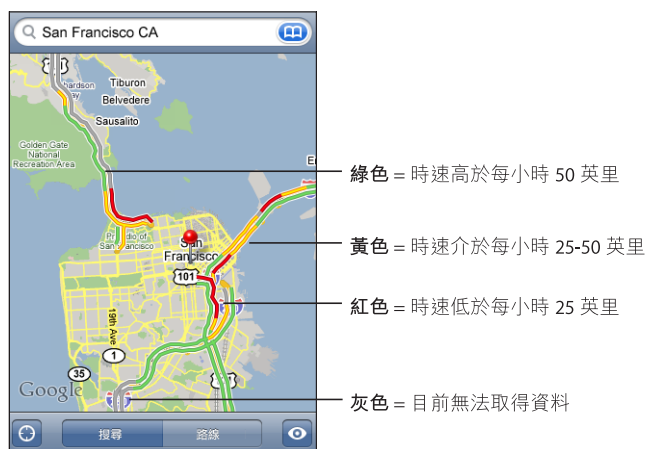 San Francisco CA
Tiburon
Belvedere
Sausalito
Golden Gate
National
Recreation Area
綠色 = 時速高於每小時 50 英里
San
Francisco
黃色 = 時速介於每小時 25-50 英里
101
紅色 = 時速低於每小時 25 英里
19th Ave
1
35
Google
灰色 = 目前無法取得資料
搜尋
路線